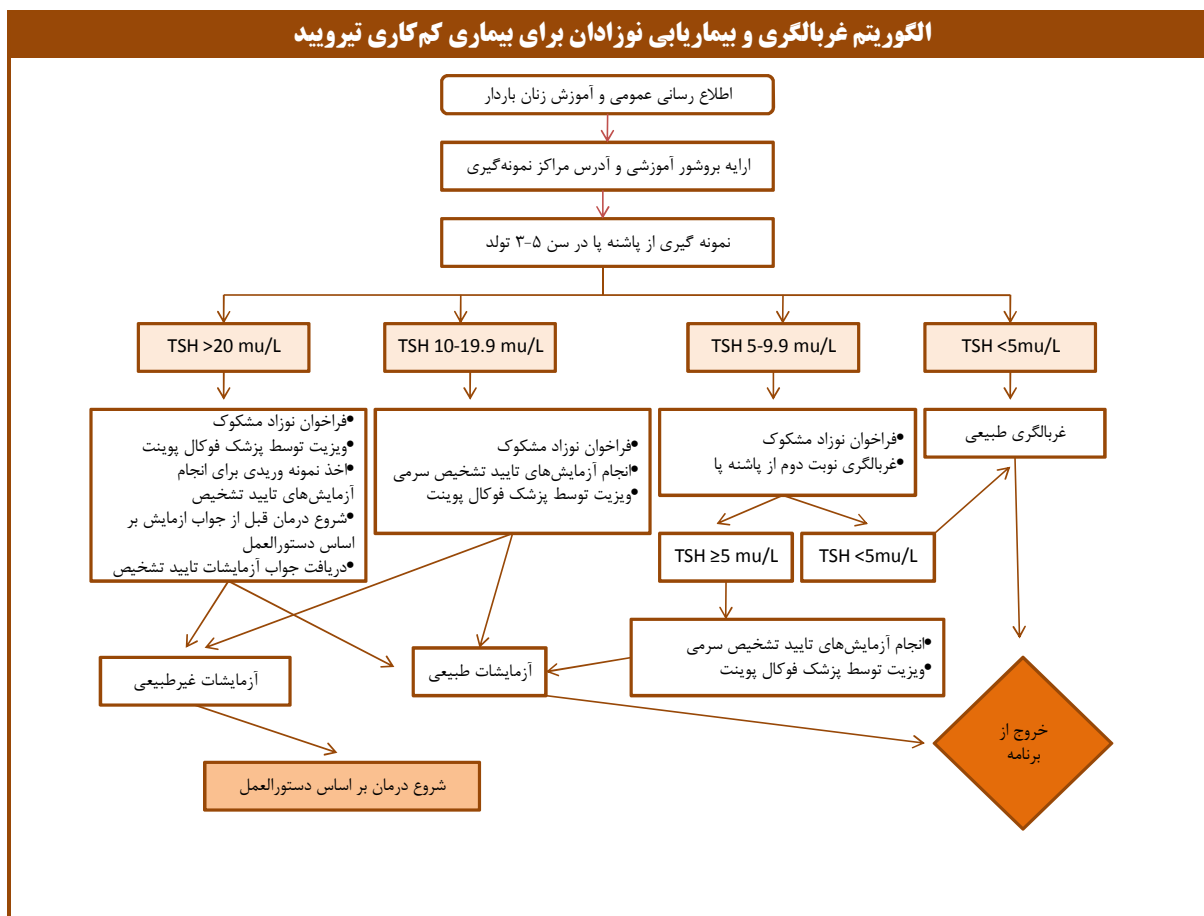 الگوریتم غربالگری و بیماریابی نوزادان برای بیماری کم‌کاری تیرویید
اطلاع رسانی عمومی و آموزش زنان باردار
ارایه بروشور آموزشی و آدرس مراکز نمونه‌گیری
نمونه گیری از پاشنه پا در سن ۵-۳ تولد
TSH <5mu/L
TSH 5-9.9 mu/L
TSH 10-19.9 mu/L
TSH >20 mu/L
غربالگری طبیعی
•فراخوان نوزاد مشکوک
•غربالگری نوبت دوم از پاشنه پا
•فراخوان نوزاد مشکوک
•انجام آزمایش‌های تایید تشخیص سرمی
•ویزیت توسط پزشک فوکال پوینت
•فراخوان نوزاد مشکوک
•ویزیت توسط پزشک فوکال پوینت
اخذ نمونه وریدی برای انجام
•آزمایش‌های تایید تشخیص
•شروع درمان قبل از جواب ازمایش بر
اساس دستورالعمل
•دریافت جواب آزمایشات تایید تشخیص
TSH <5mu/L
TSH ≥5 mu/L
•انجام آزمایش‌های تایید تشخیص سرمی
•ویزیت توسط پزشک فوکال پوینت
آزمایشات طبیعی
آزمایشات غیرطبیعی
خروج از
برنامه
شروع درمان بر اساس دستورالعمل